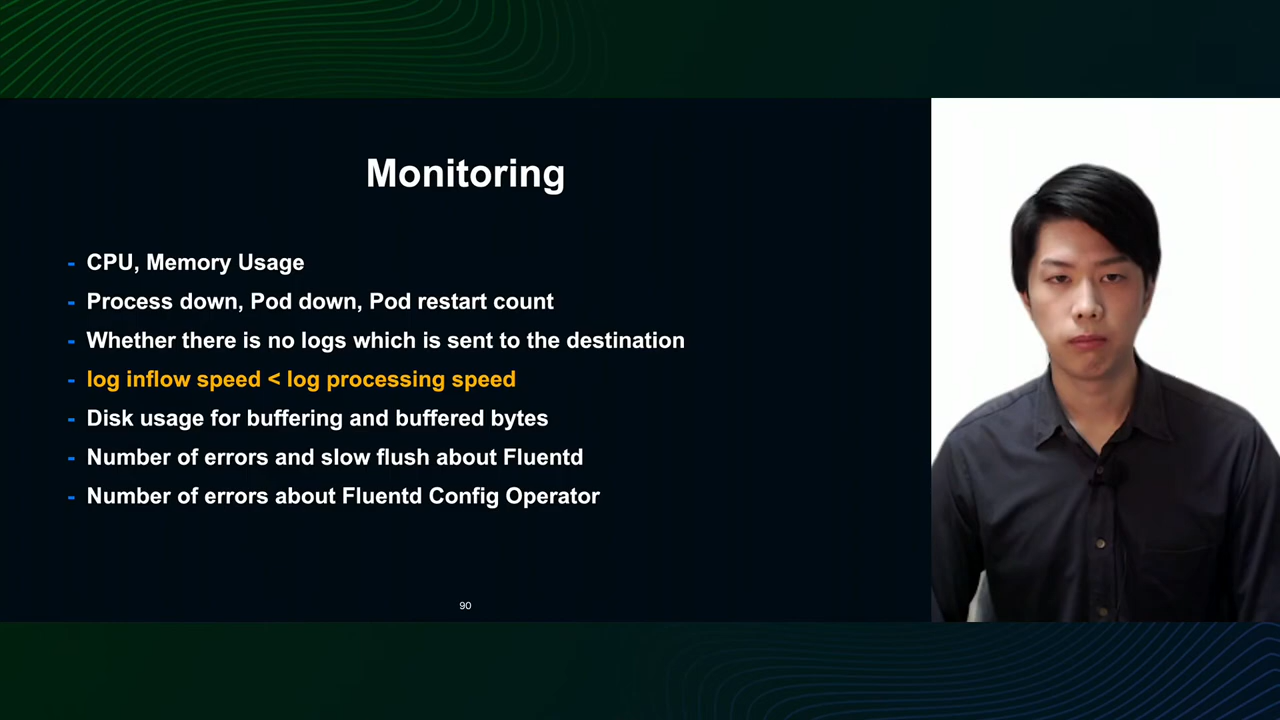 Monitoring
- CPU, Memory Usage
- Process down, Pod down, Pod restart count
- Whether there is no logs which is sent to the destination
- log inflow speed < log processing speed
- Disk usage for buffering and buffered bytes
- Number of errors and slow flush about Fluentd
- Number of errors about Fluentd Config Operator
90